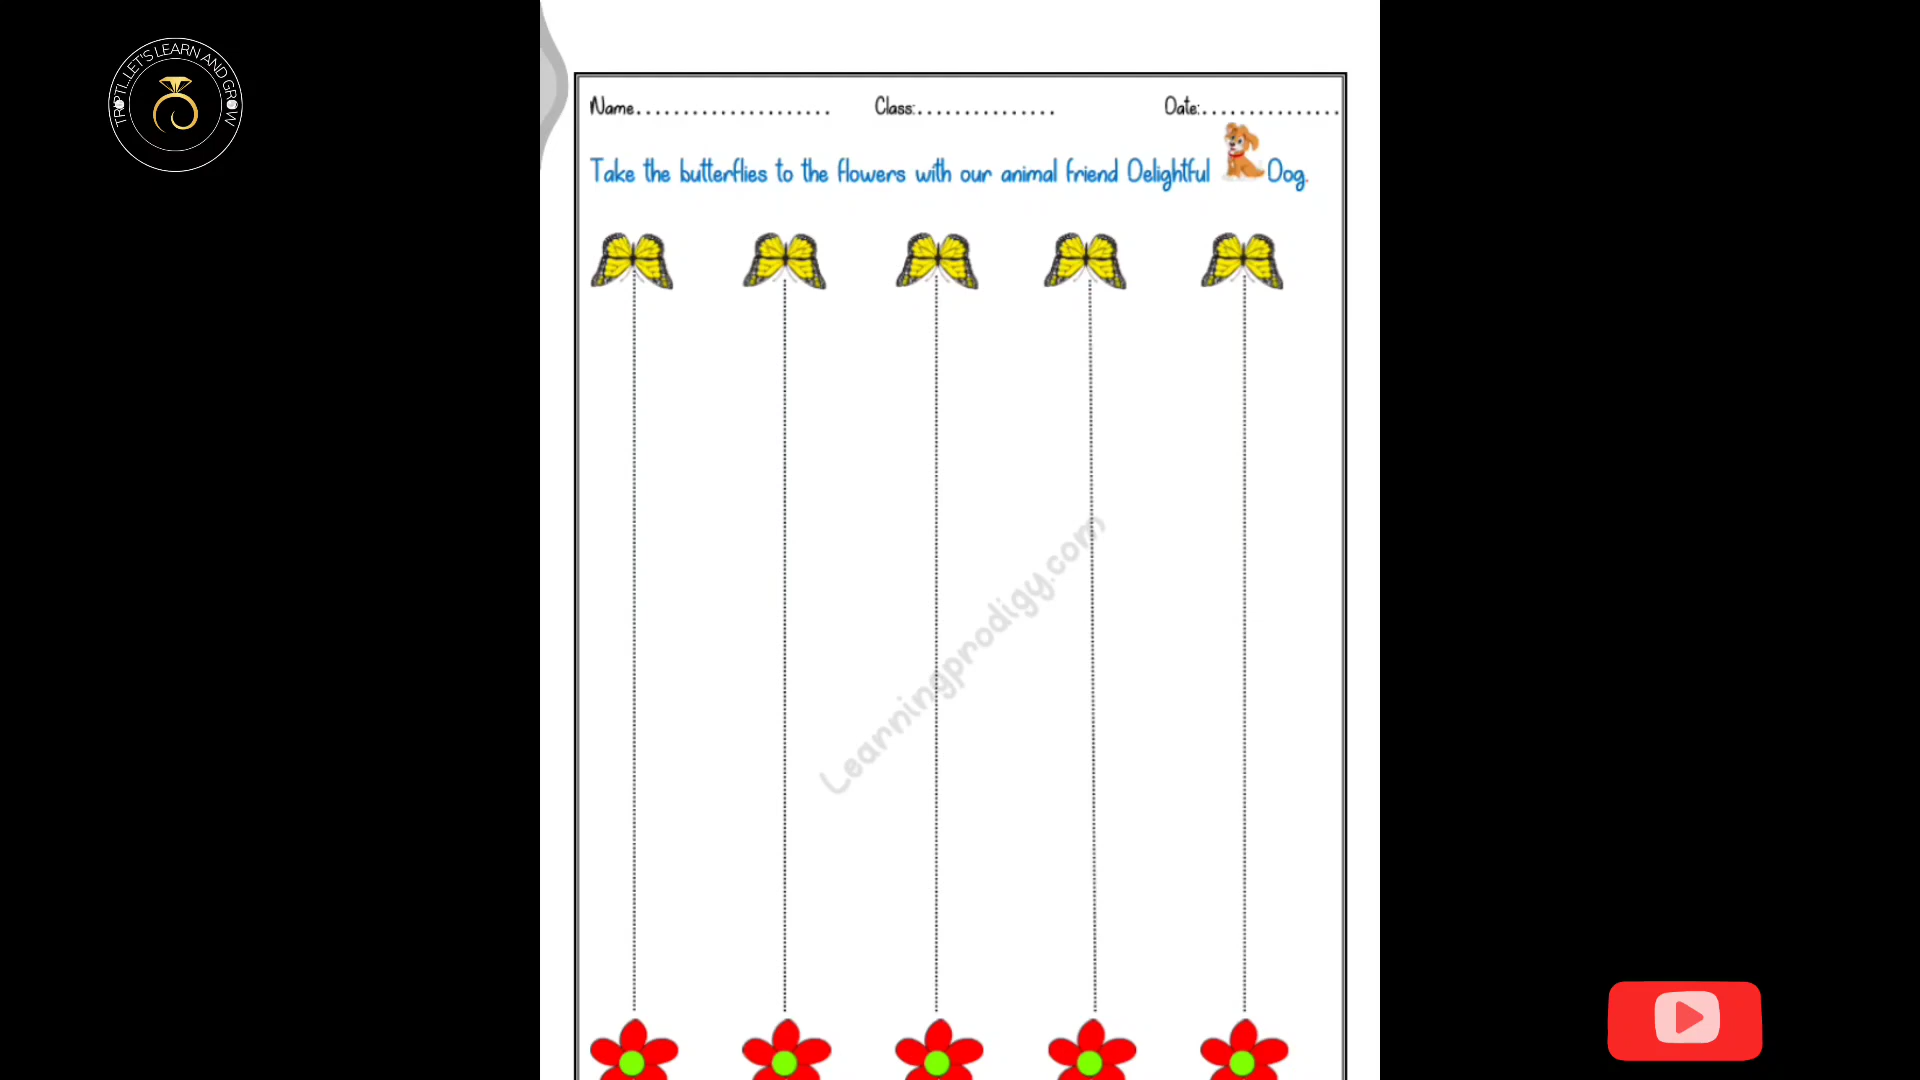 TRIPTI..LET'S LEARN AND GROW
Name.....................
Class:...............
Date:...............
Take the butterflies to the flowers with our animal friend Delightful Dog.
Learningprodigy.com